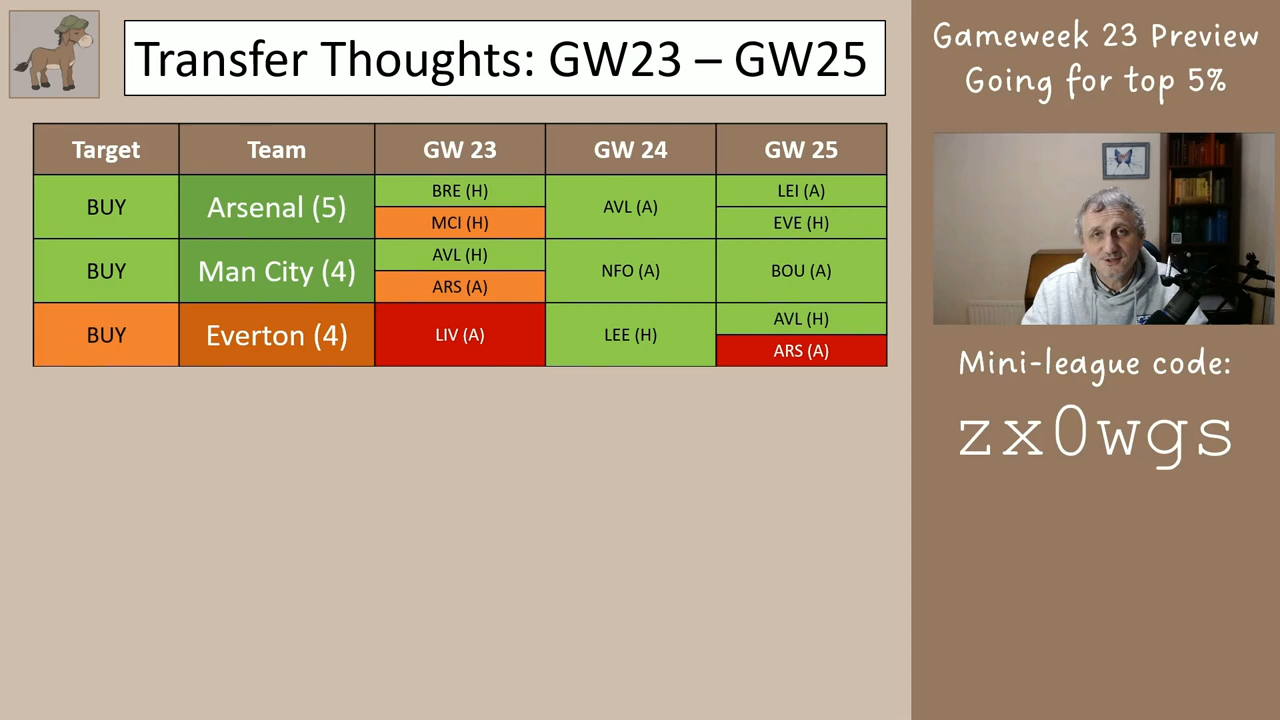 Transfer Thoughts: GW23 – GW25
Target Team GW 23 GW 24 GW 25
BUY Arsenal (5) BRE (H) MCI (H) AVL (A) LEI (A) EVE (H)
BUY Man City (4) AVL (H) ARS (A) NFO (A) BOU (A)
BUY Everton (4) LIV (A) LEE (H) AVL (H) ARS (A)
Gameweek 23 Preview
Going for top 5%
Mini-league code:
zx0wgs